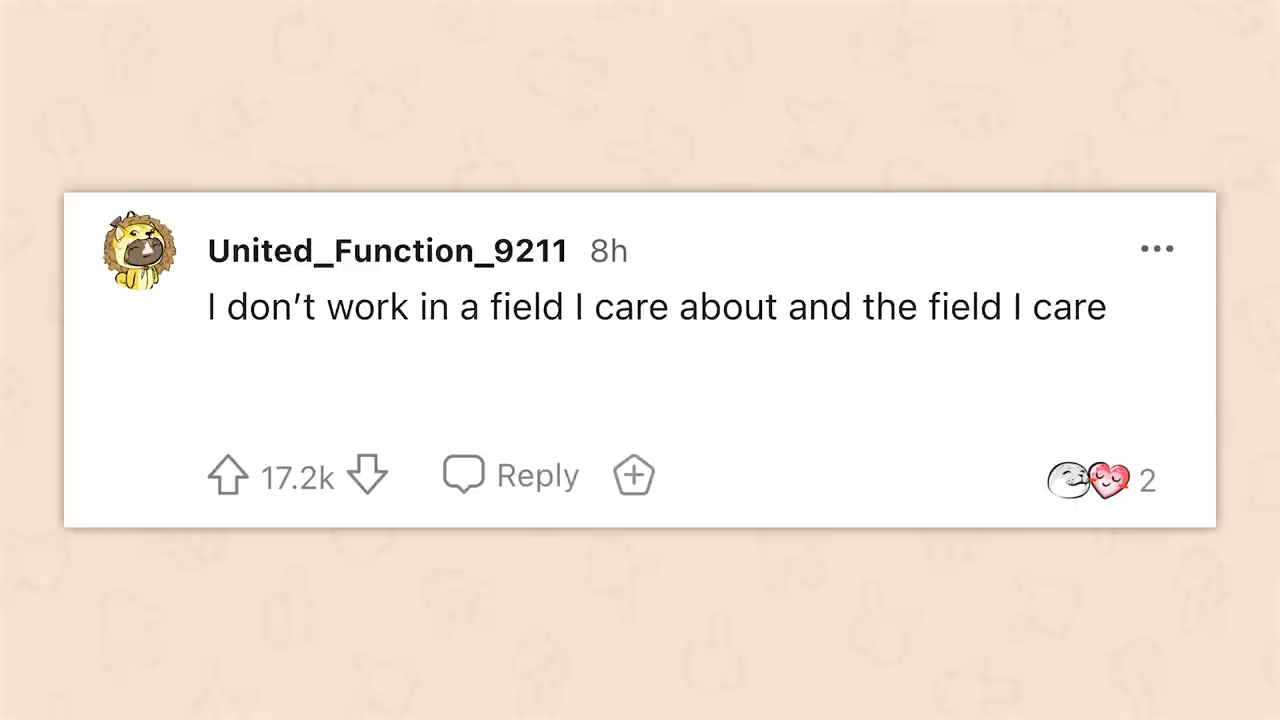 United_Function_9211 8h
I don’t work in a field I care about and the field I care
17.2k Reply 2